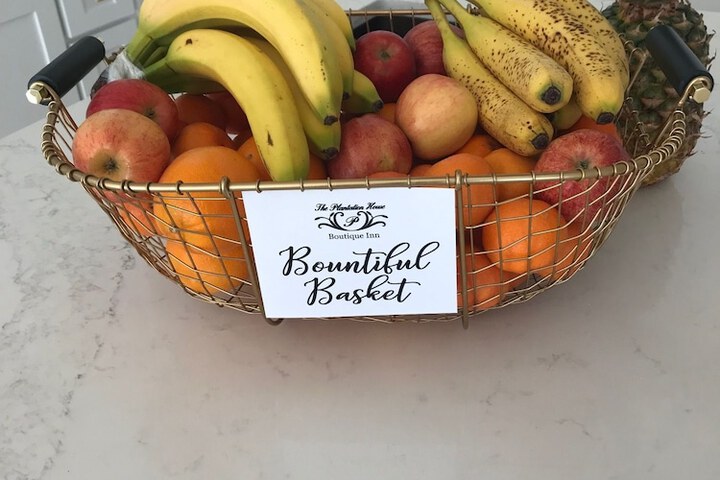 The Plantation House
P
Boutique Inn
Bountiful
Basket